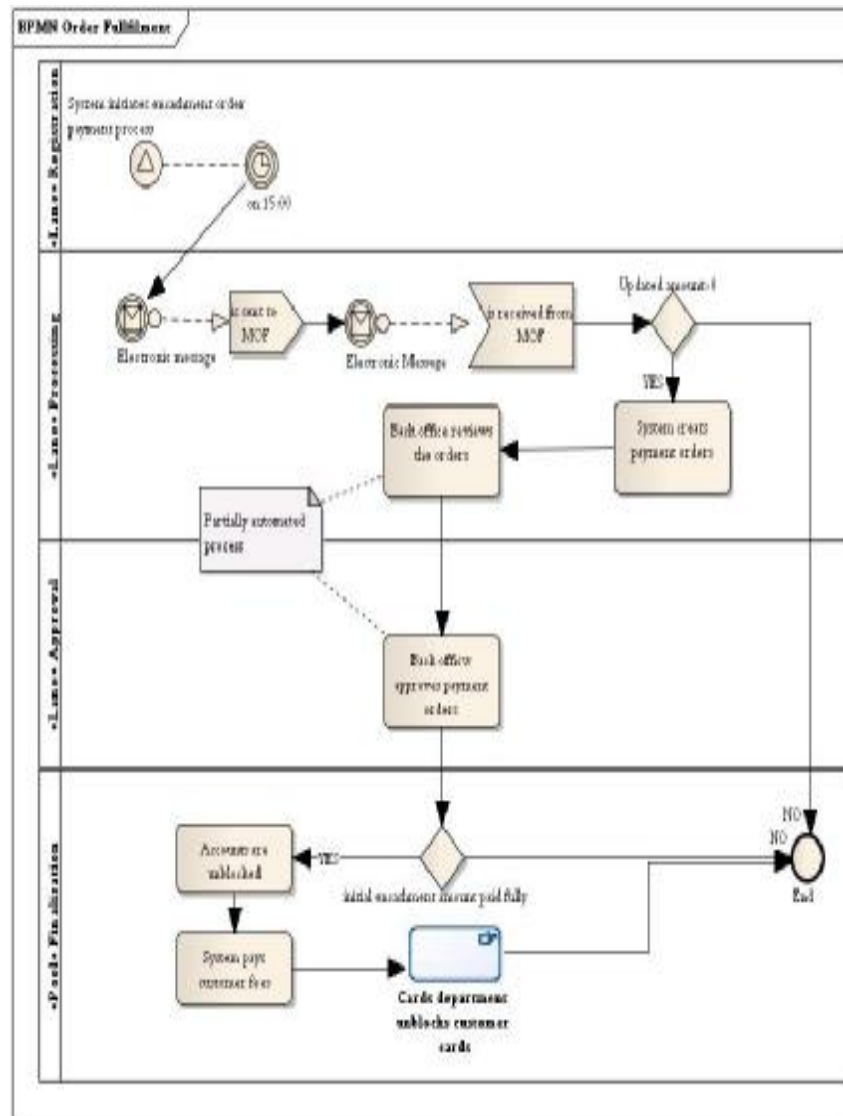 BPMN Order Fulfilment
«Lane» Registration
System initiates encashment order
payment process
on 15:00
«Lane» Processing
Electronic message
is sent to
MOF
Electronic Message
is received from
MOF
Updated amount
YES
System creats
payment orders
Back office reviews
the orders
Partially automated
process
«Lane» Approval
Back office
approves payment
orders
«Pool» Finalization
Accounts are
unblocked
YES
initial encashment amount paid fully
NO
NO
End
System pays
customer fees
Cards department
unblocks customer
cards